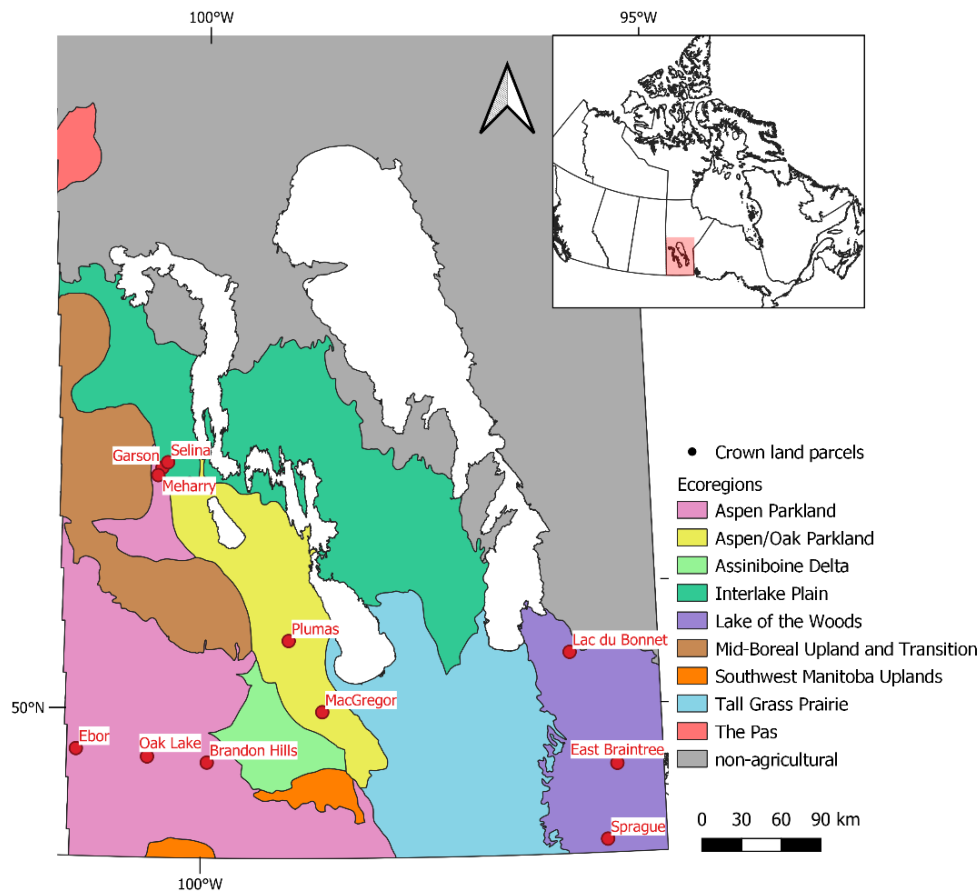 100°W
95°W
Garson
Selina
Meharry
Plumas
MacGregor
Lac du Bonnet
50°N
Ebor
Oak Lake
Brandon Hills
East Braintree
Sprague
100°W
Crown land parcels
Ecoregions
Aspen Parkland
Aspen/Oak Parkland
Assiniboine Delta
Interlake Plain
Lake of the Woods
Mid-Boreal Upland and Transition
Southwest Manitoba Uplands
Tall Grass Prairie
The Pas
non-agricultural
0 30 60 90 km